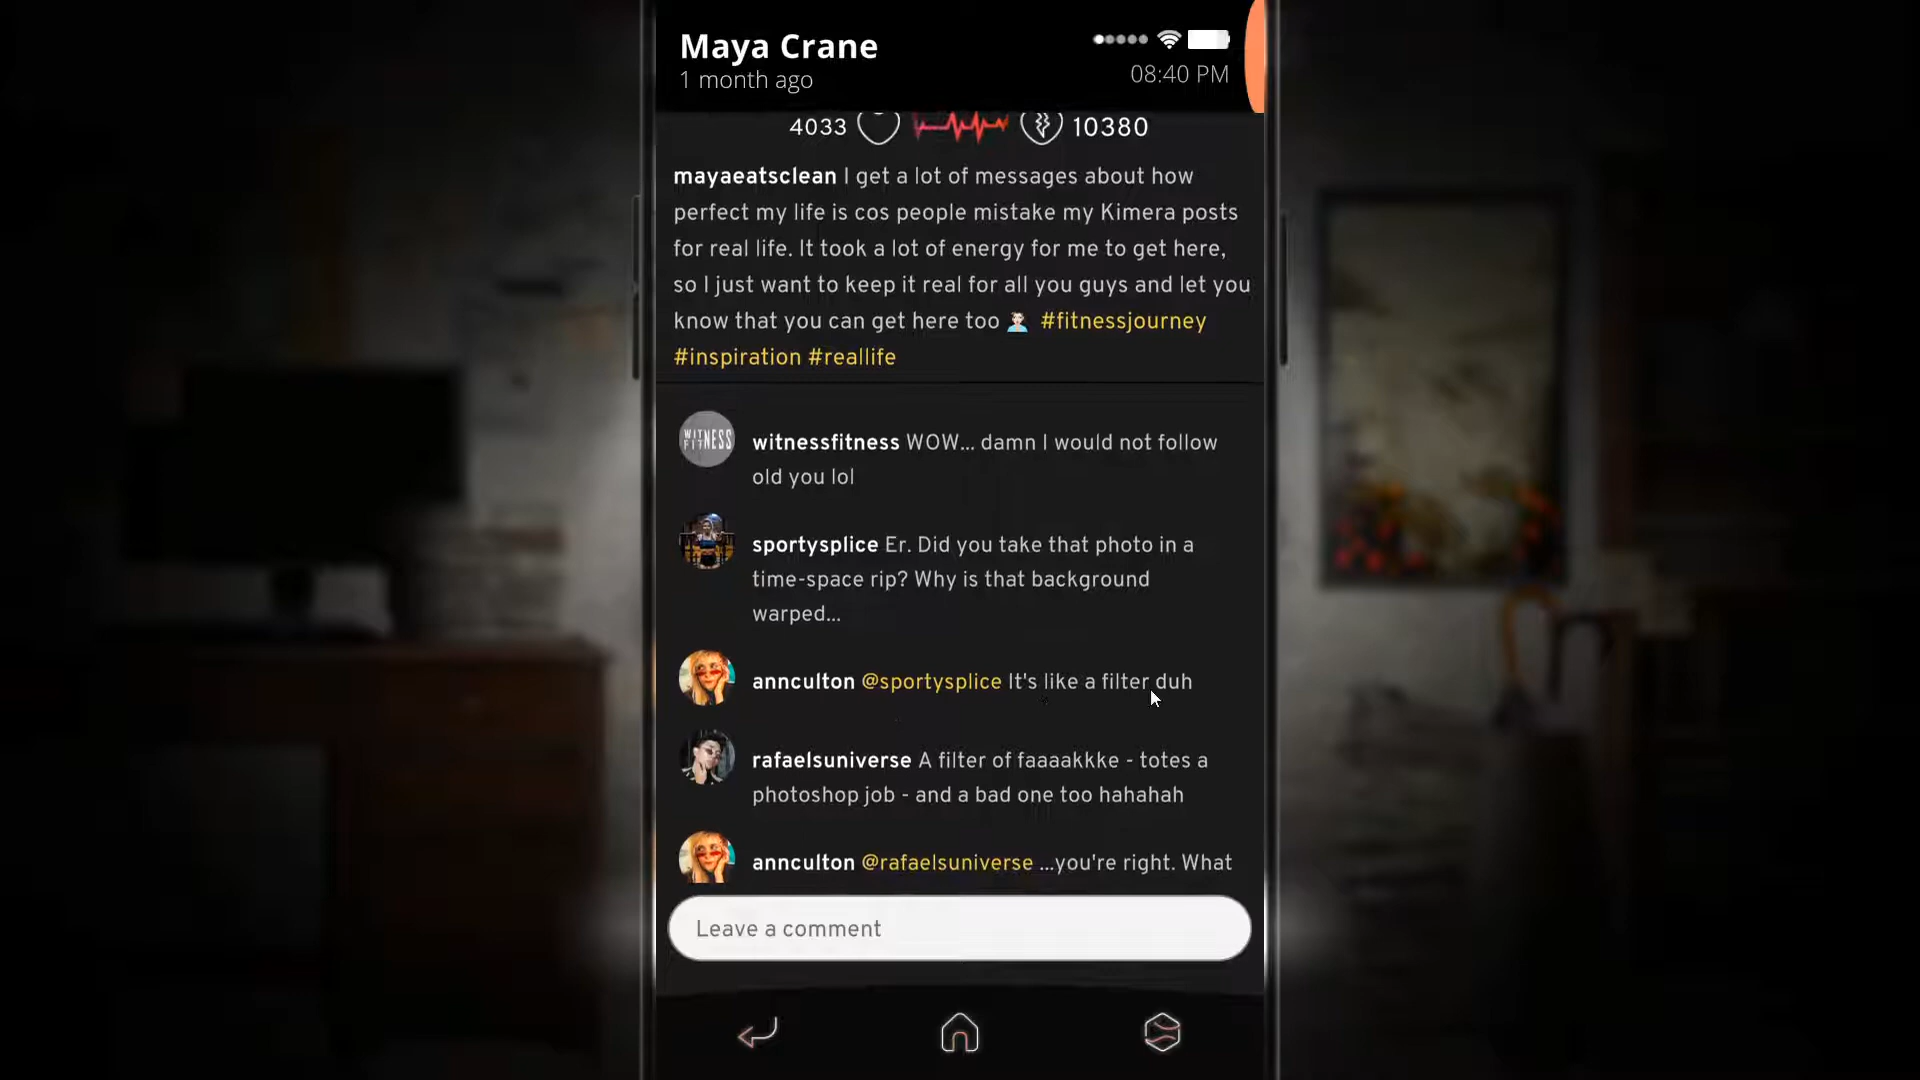 Maya Crane
1 month ago
08:40 PM
4033 10380
mayaeatsclean I get a lot of messages about how
perfect my life is cos people mistake my Kimera posts
for real life. It took a lot of energy for me to get here,
so I just want to keep it real for all you guys and let you
know that you can get here too 💆🏻 #fitnessjourney
#inspiration #reallife
WITNESS
FITNESS
witnessfitness WOW... damn I would not follow
old you lol
sportysplice Er. Did you take that photo in a
time-space rip? Why is that background
warped...
annculton @sportysplice It's like a filter duh
rafaelsuniverse A filter of faaaakkke - totes a
photoshop job - and a bad one too hahahah
annculton @rafaelsuniverse ...you're right. What
Leave a comment